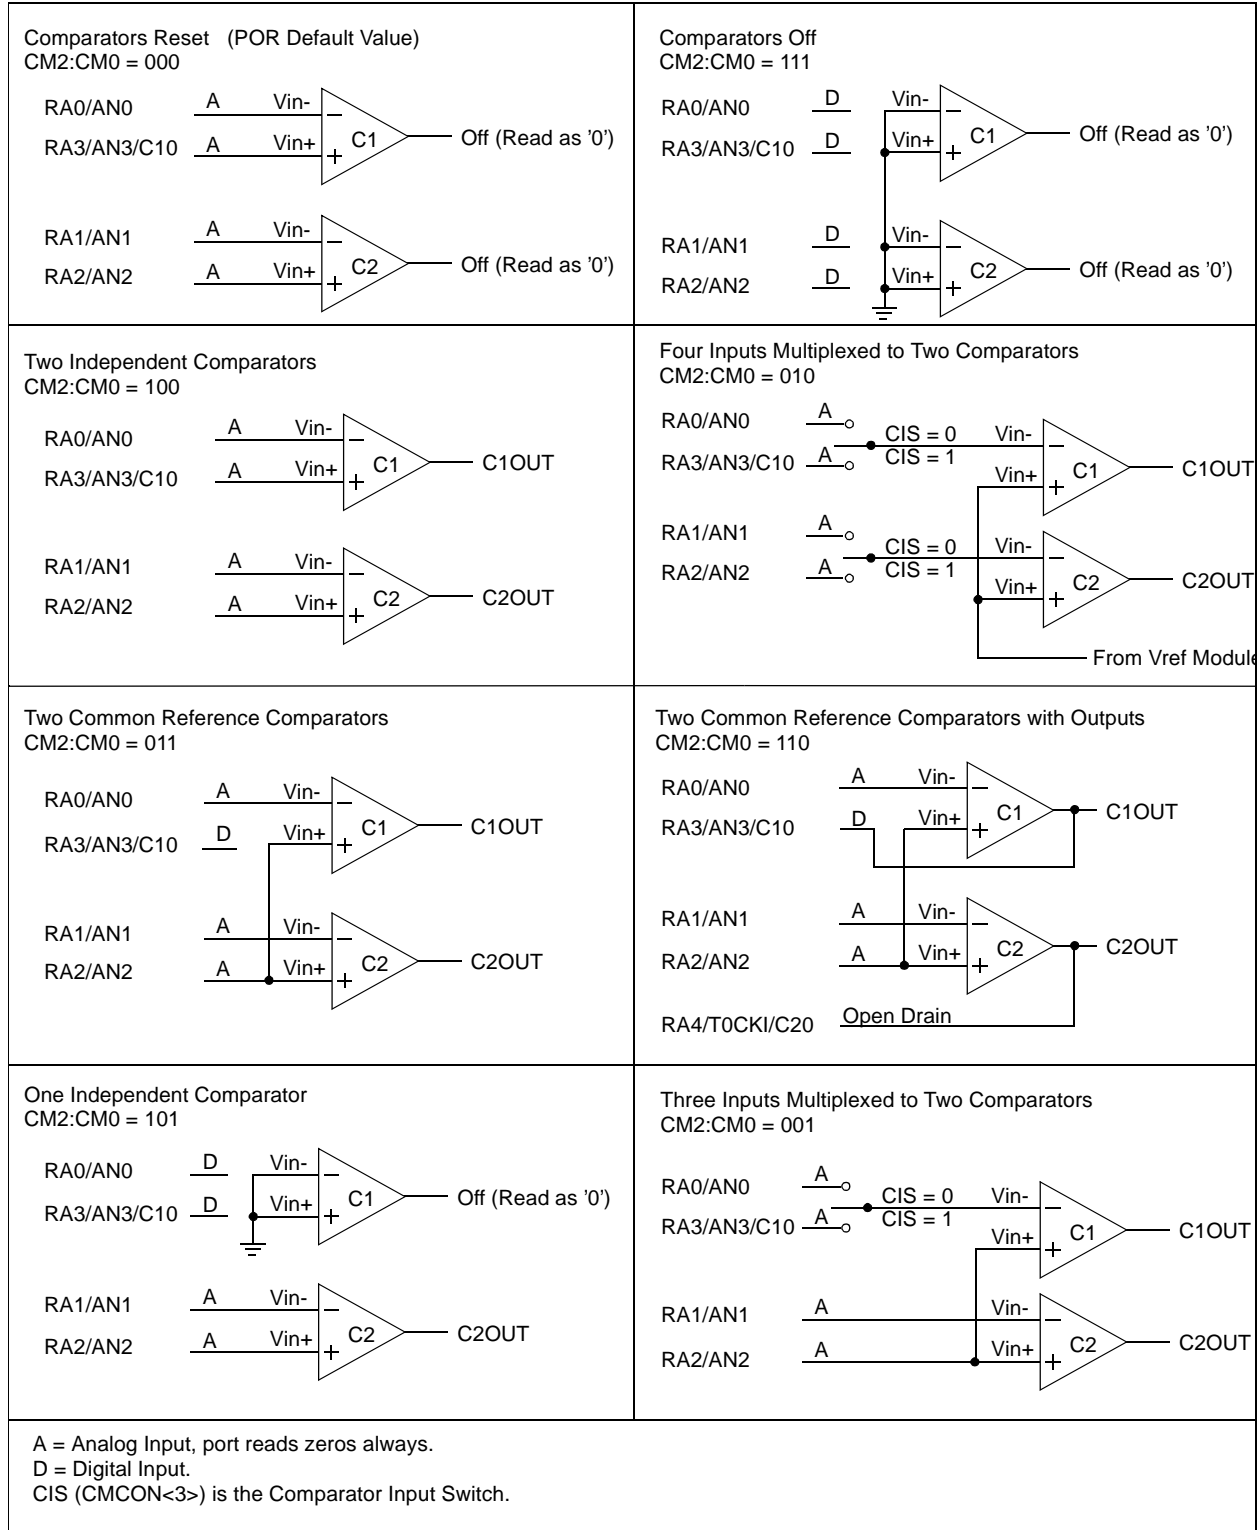 Comparators Reset (POR Default Value)
CM2:CM0 = 000
RA0/AN0 A Vin- −
RA3/AN3/C10 A Vin+ + C1 Off (Read as '0')
RA1/AN1 A Vin- −
RA2/AN2 A Vin+ + C2 Off (Read as '0')
Comparators Off
CM2:CM0 = 111
RA0/AN0 D Vin- −
RA3/AN3/C10 D Vin+ + C1 Off (Read as '0')
RA1/AN1 D Vin- −
RA2/AN2 D Vin+ + C2 Off (Read as '0')
Two Independent Comparators
CM2:CM0 = 100
RA0/AN0 A Vin- −
RA3/AN3/C10 A Vin+ + C1 C1OUT
RA1/AN1 A Vin- −
RA2/AN2 A Vin+ + C2 C2OUT
Four Inputs Multiplexed to Two Comparators
CM2:CM0 = 010
RA0/AN0 A CIS = 0 Vin- −
RA3/AN3/C10 A CIS = 1 Vin+ + C1 C1OUT
RA1/AN1 A CIS = 0 Vin- −
RA2/AN2 A CIS = 1 Vin+ + C2 C2OUT
From Vref Module
Two Common Reference Comparators
CM2:CM0 = 011
RA0/AN0 A Vin- −
RA3/AN3/C10 D Vin+ + C1 C1OUT
RA1/AN1 A Vin- −
RA2/AN2 A Vin+ + C2 C2OUT
Two Common Reference Comparators with Outputs
CM2:CM0 = 110
RA0/AN0 A Vin- −
RA3/AN3/C10 D Vin+ + C1 C1OUT
RA1/AN1 A Vin- −
RA2/AN2 A Vin+ + C2 C2OUT
RA4/T0CKI/C20 Open Drain
One Independent Comparator
CM2:CM0 = 101
RA0/AN0 D Vin- −
RA3/AN3/C10 D Vin+ + C1 Off (Read as '0')
RA1/AN1 A Vin- −
RA2/AN2 A Vin+ + C2 C2OUT
Three Inputs Multiplexed to Two Comparators
CM2:CM0 = 001
RA0/AN0 A CIS = 0 Vin- −
RA3/AN3/C10 A CIS = 1 Vin+ + C1 C1OUT
RA1/AN1 A Vin- −
RA2/AN2 A Vin+ + C2 C2OUT
A = Analog Input, port reads zeros always.
D = Digital Input.
CIS (CMCON<3>) is the Comparator Input Switch.